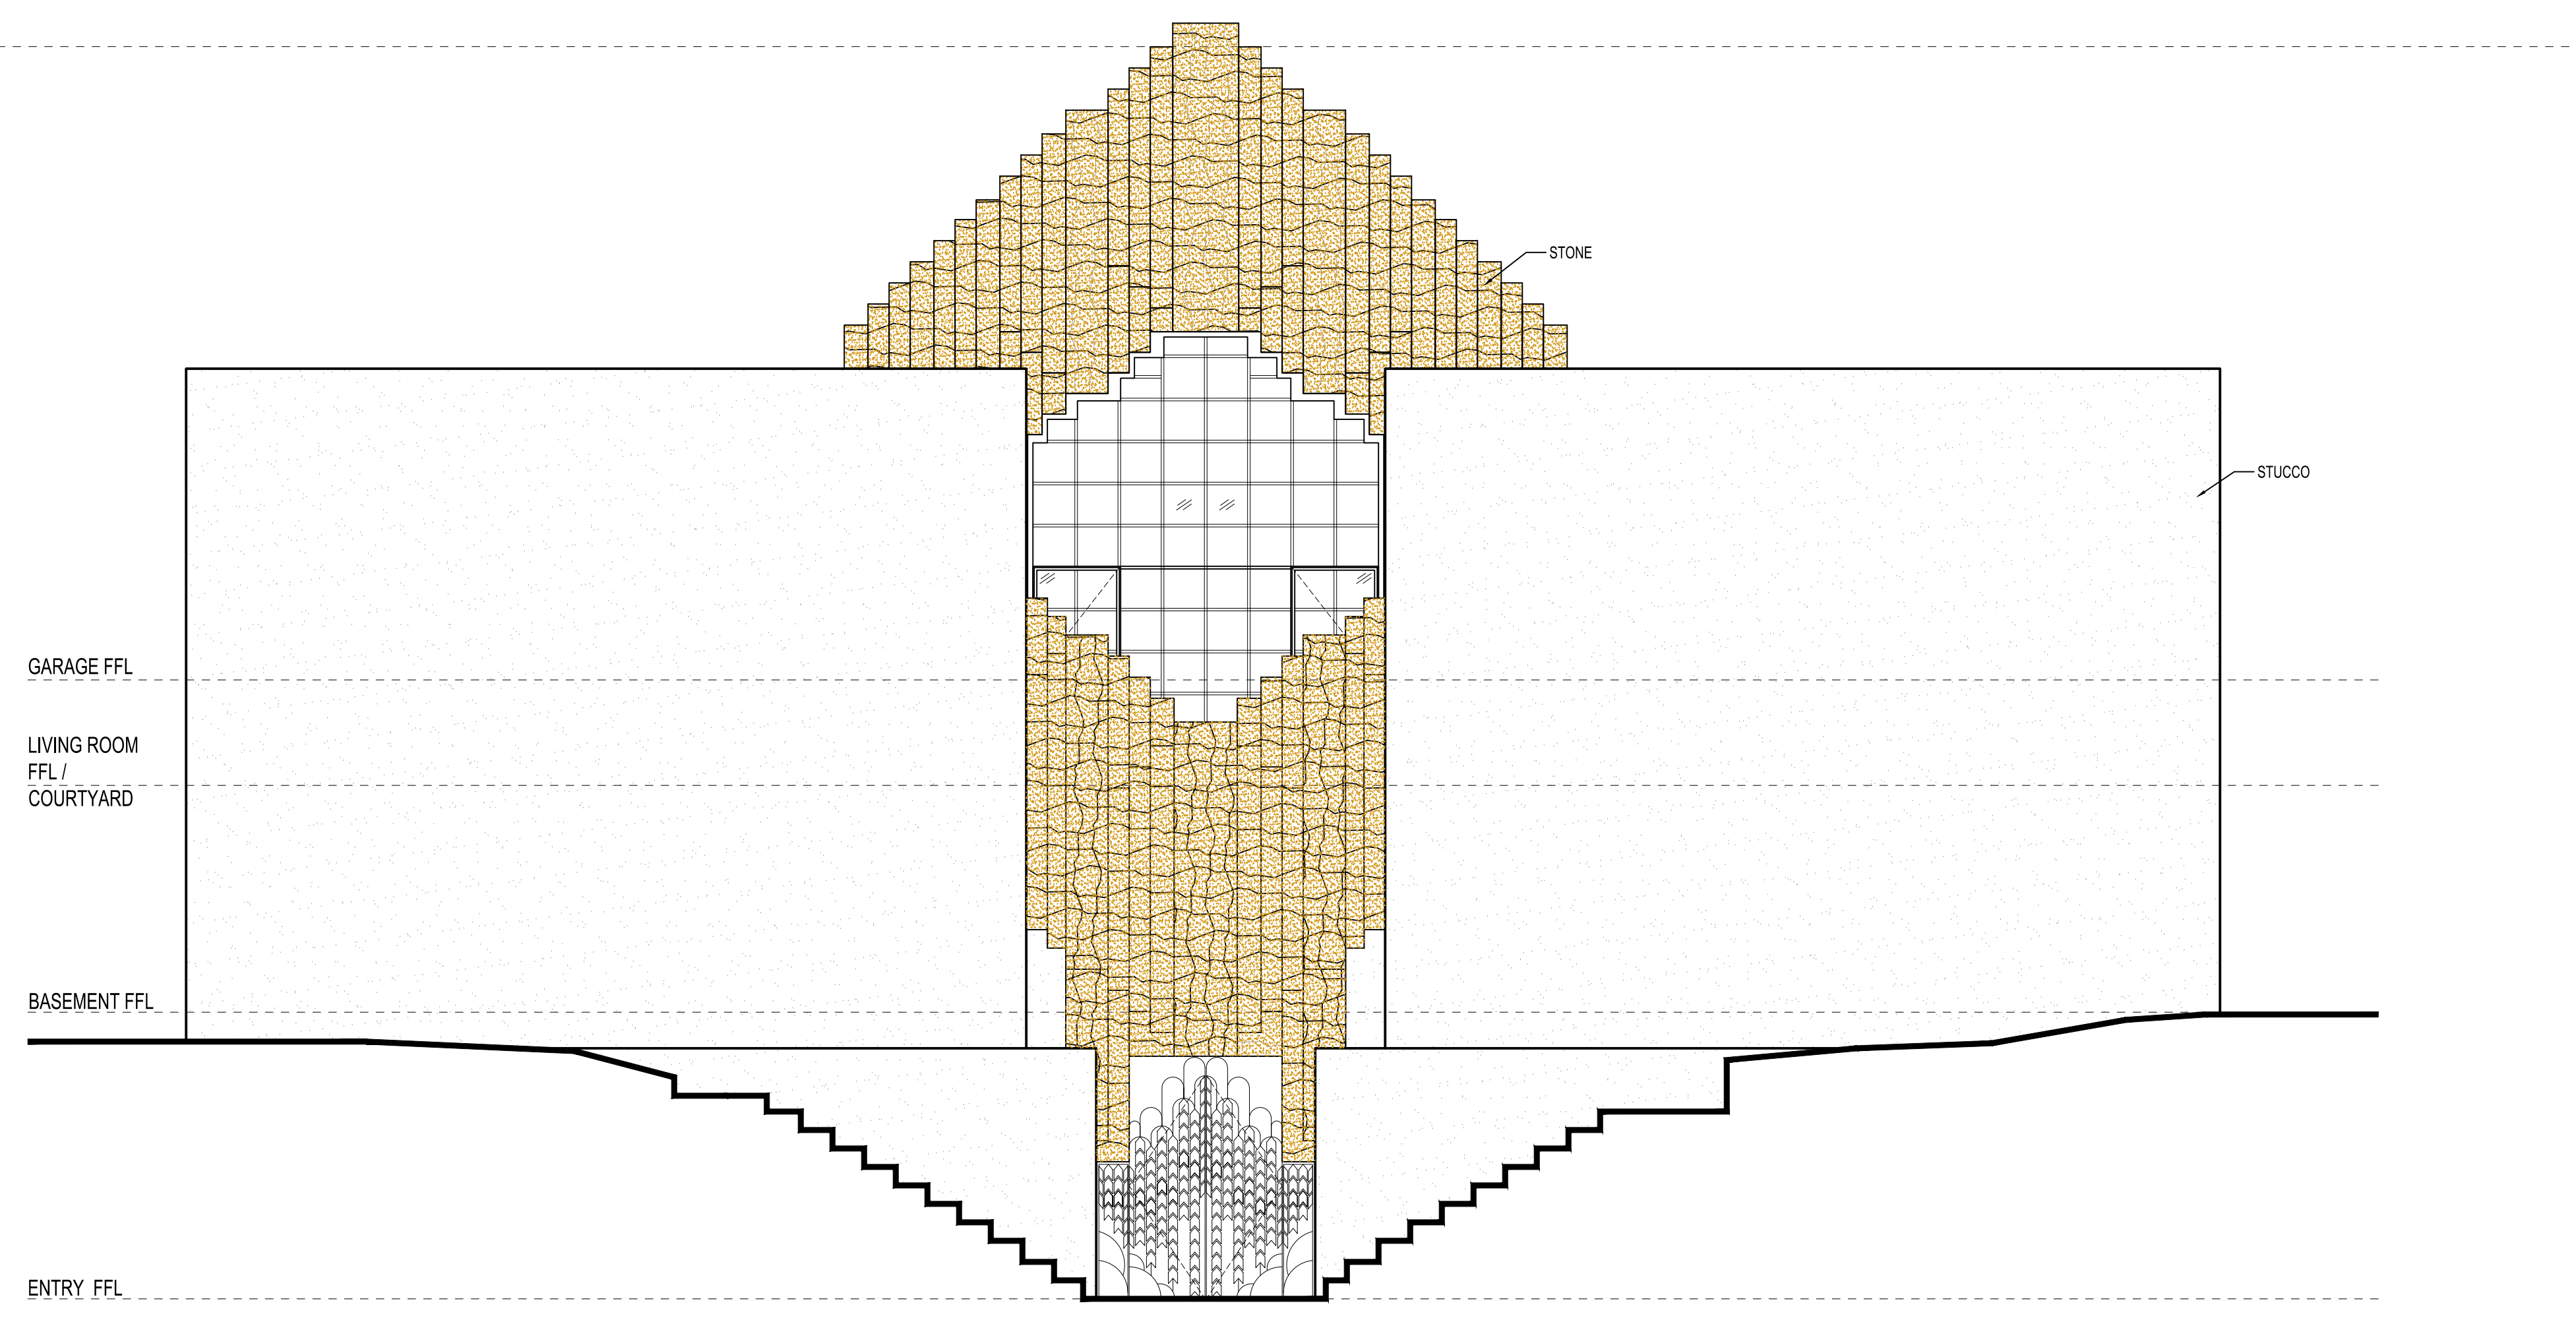 STONE
STUCCO
GARAGE FFL
LIVING ROOM
FFL /
COURTYARD
BASEMENT FFL
ENTRY FFL